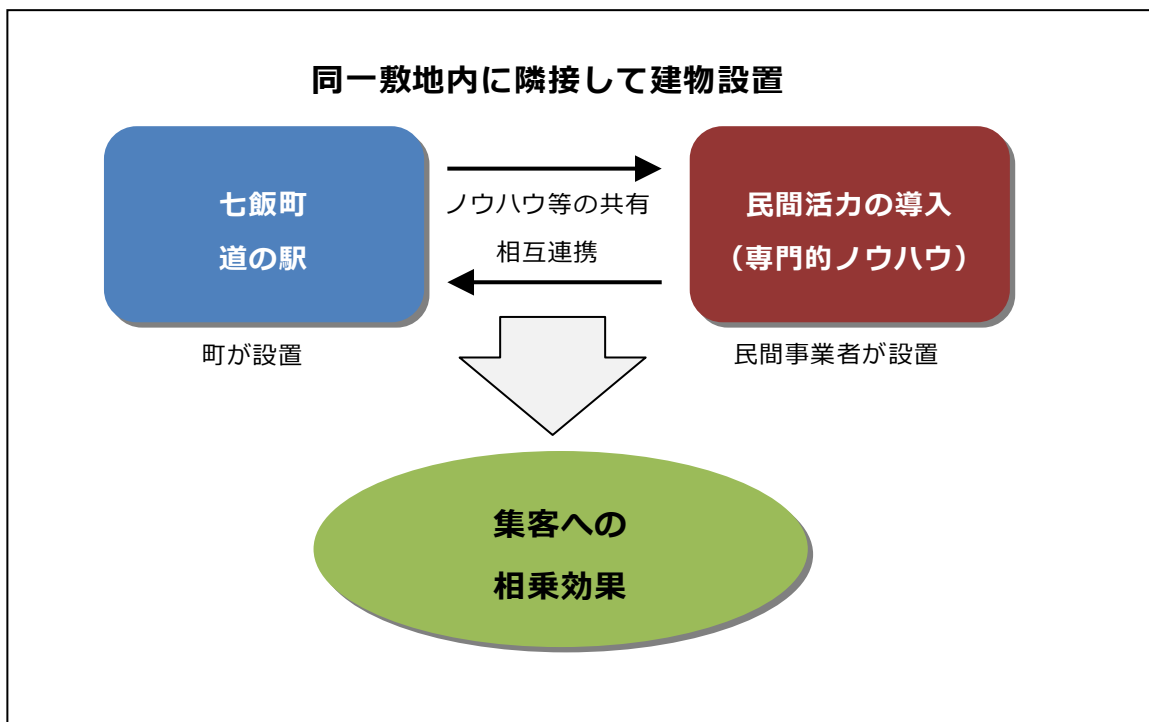 同一敷地内に隣接して建物設置
七飯町
道の駅
ノウハウ等の共有
相互連携
民間活力の導入
（専門的ノウハウ）
町が設置
民間事業者が設置
集客への
相乗効果